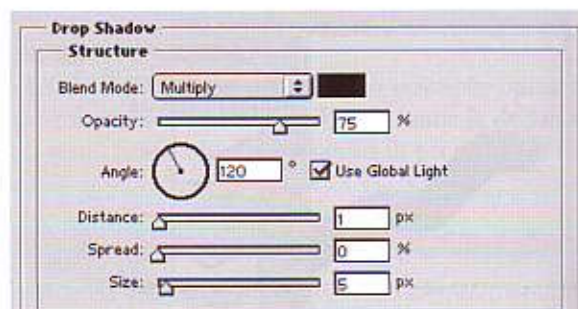 Drop Shadow
Structure
Blend Mode: Multiply
Opacity: 75 %
Angle: 120 ° Use Global Light
Distance: 1 px
Spread: 0 %
Size: 5 px